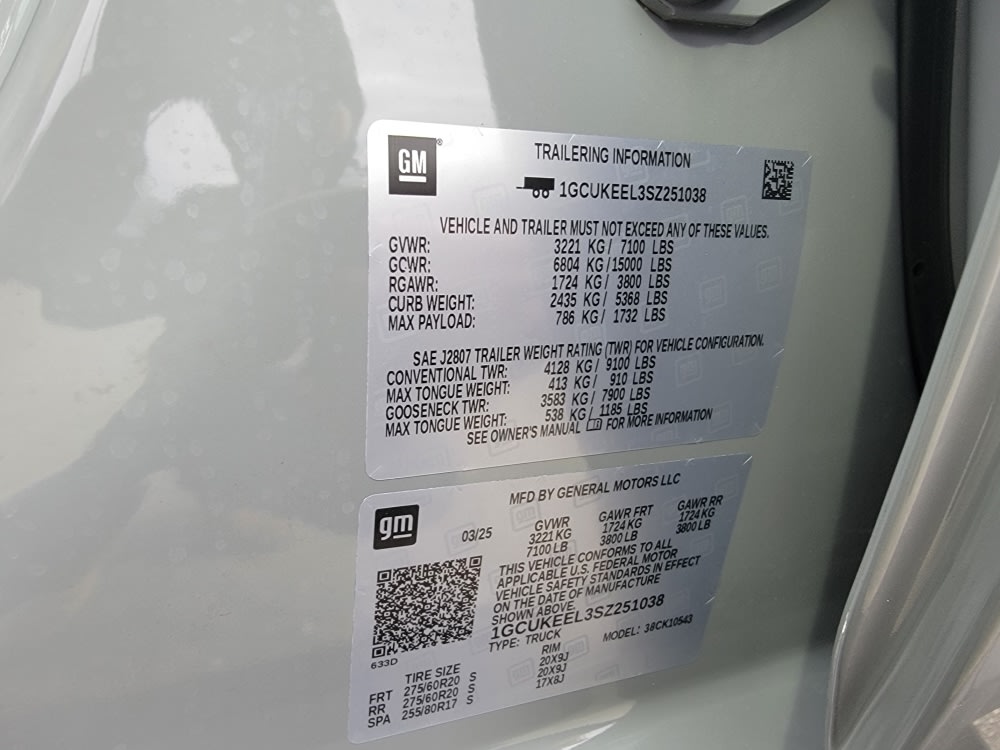 GM ®
TRAILERING INFORMATION
1GCUKEEL3SZ251038
VEHICLE AND TRAILER MUST NOT EXCEED ANY OF THESE VALUES.
GVWR: 3221 KG / 7100 LBS
GCWR: 6804 KG /15000 LBS
RGAWR: 1724 KG / 3800 LBS
CURB WEIGHT: 2435 KG / 5368 LBS
MAX PAYLOAD: 786 KG / 1732 LBS
SAE J2807 TRAILER WEIGHT RATING (TWR) FOR VEHICLE CONFIGURATION.
CONVENTIONAL TWR: 4128 KG / 9100 LBS
MAX TONGUE WEIGHT: 413 KG / 910 LBS
GOOSENECK TWR: 3583 KG / 7900 LBS
MAX TONGUE WEIGHT: 538 KG / 1185 LBS
SEE OWNER'S MANUAL FOR MORE INFORMATION
gm
MFD BY GENERAL MOTORS LLC
03/25 GVWR GAWR FRT GAWR RR
3221 KG 1724 KG 1724 KG
7100 LB 3800 LB 3800 LB
THIS VEHICLE CONFORMS TO ALL
APPLICABLE U.S. FEDERAL MOTOR
VEHICLE SAFETY STANDARDS IN EFFECT
ON THE DATE OF MANUFACTURE
SHOWN ABOVE.
1GCUKEEL3SZ251038
TYPE: TRUCK MODEL: 38CK10543
633D
TIRE SIZE RIM
FRT 275/60R20 S 20X9J
RR 275/60R20 S 20X9J
SPA 255/80R17 S 17X8J